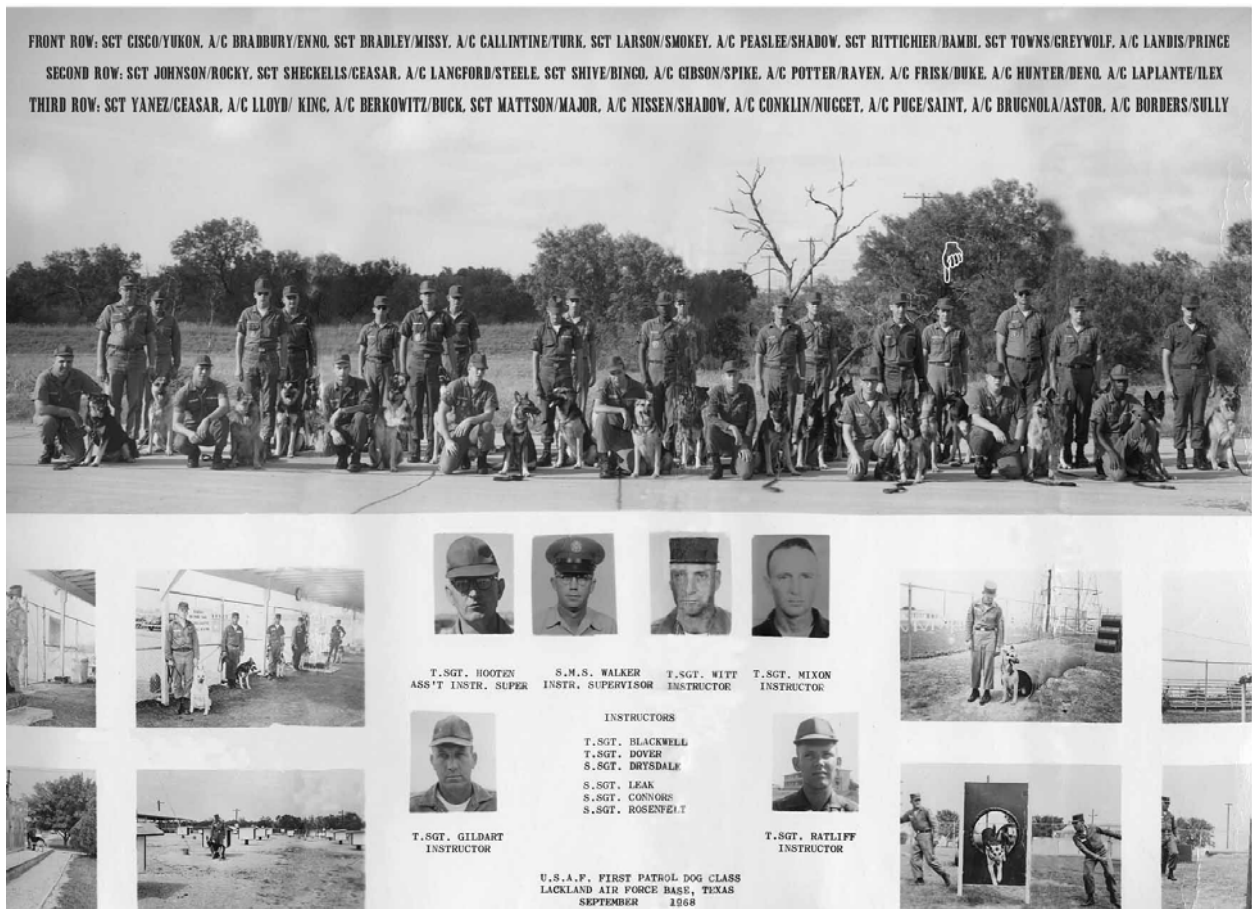 FRONT ROW: SGT CISCO/YUKON, A/C BRADBURY/ENNO, SGT BRADLEY/MISSY, A/C CALLINTINE/TURK, SGT LARSON/SMOKEY, A/C PEASLEE/SHADOW, SGT RITTICHIER/BAMBI, SGT TOWNS/GREYWOLF, A/C LANDIS/PRINCE
SECOND ROW: SGT JOHNSON/ROCKY, SGT SHECKELLS/CEASAR, A/C LANGFORD/STEELE, SGT SHIVE/BINGO, A/C GIBSON/SPIKE, A/C POTTER/RAVEN, A/C FRISK/DUKE, A/C HUNTER/DENO, A/C LAPLANTE/ILEX
THIRD ROW: SGT YANEZ/CEASAR, A/C LLOYD/ KING, A/C BERKOWITZ/BUCK, SGT MATTSON/MAJOR, A/C NISSEN/SHADOW, A/C CONKLIN/NUGGET, A/C PUGE/SAINT, A/C BRUGNOLA/ASTOR, A/C BORDERS/SULLY
T.SGT. HOOTEN
ASS'T INSTR. SUPER
S.M.S. WALKER
INSTR. SUPERVISOR
T.SGT. WITT
INSTRUCTOR
T.SGT. MIXON
INSTRUCTOR
INSTRUCTORS
T.SGT. BLACKWELL
T.SGT. DOVER
S.SGT. DRYSDALE
S.SGT. LEAK
S.SGT. CONNORS
S.SGT. ROSENFELT
T.SGT. GILDART
INSTRUCTOR
T.SGT. RATLIFF
INSTRUCTOR
U.S.A.F. FIRST PATROL DOG CLASS
LACKLAND AIR FORCE BASE, TEXAS
SEPTEMBER 1968